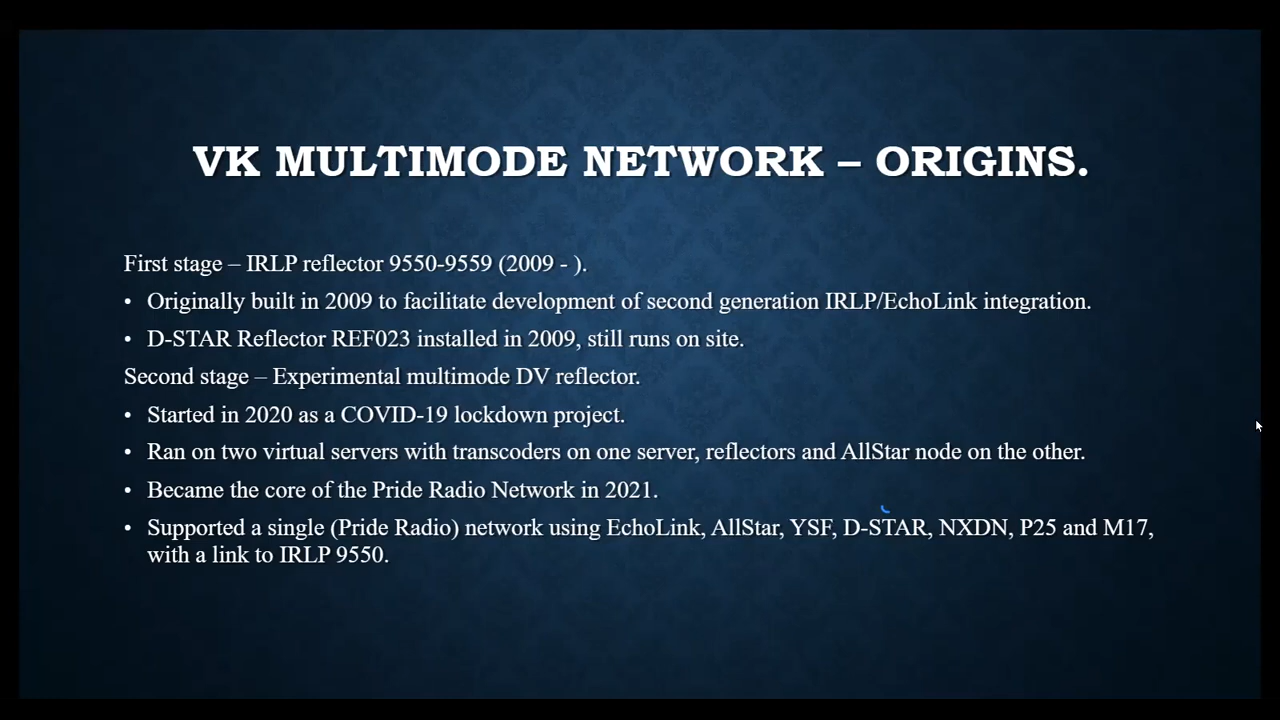 VK MULTIMODE NETWORK – ORIGINS.
First stage – IRLP reflector 9550-9559 (2009 - ).
• Originally built in 2009 to facilitate development of second generation IRLP/EchoLink integration.
• D-STAR Reflector REF023 installed in 2009, still runs on site.
Second stage – Experimental multimode DV reflector.
• Started in 2020 as a COVID-19 lockdown project.
• Ran on two virtual servers with transcoders on one server, reflectors and AllStar node on the other.
• Became the core of the Pride Radio Network in 2021.
• Supported a single (Pride Radio) network using EchoLink, AllStar, YSF, D-STAR, NXDN, P25 and M17,
with a link to IRLP 9550.